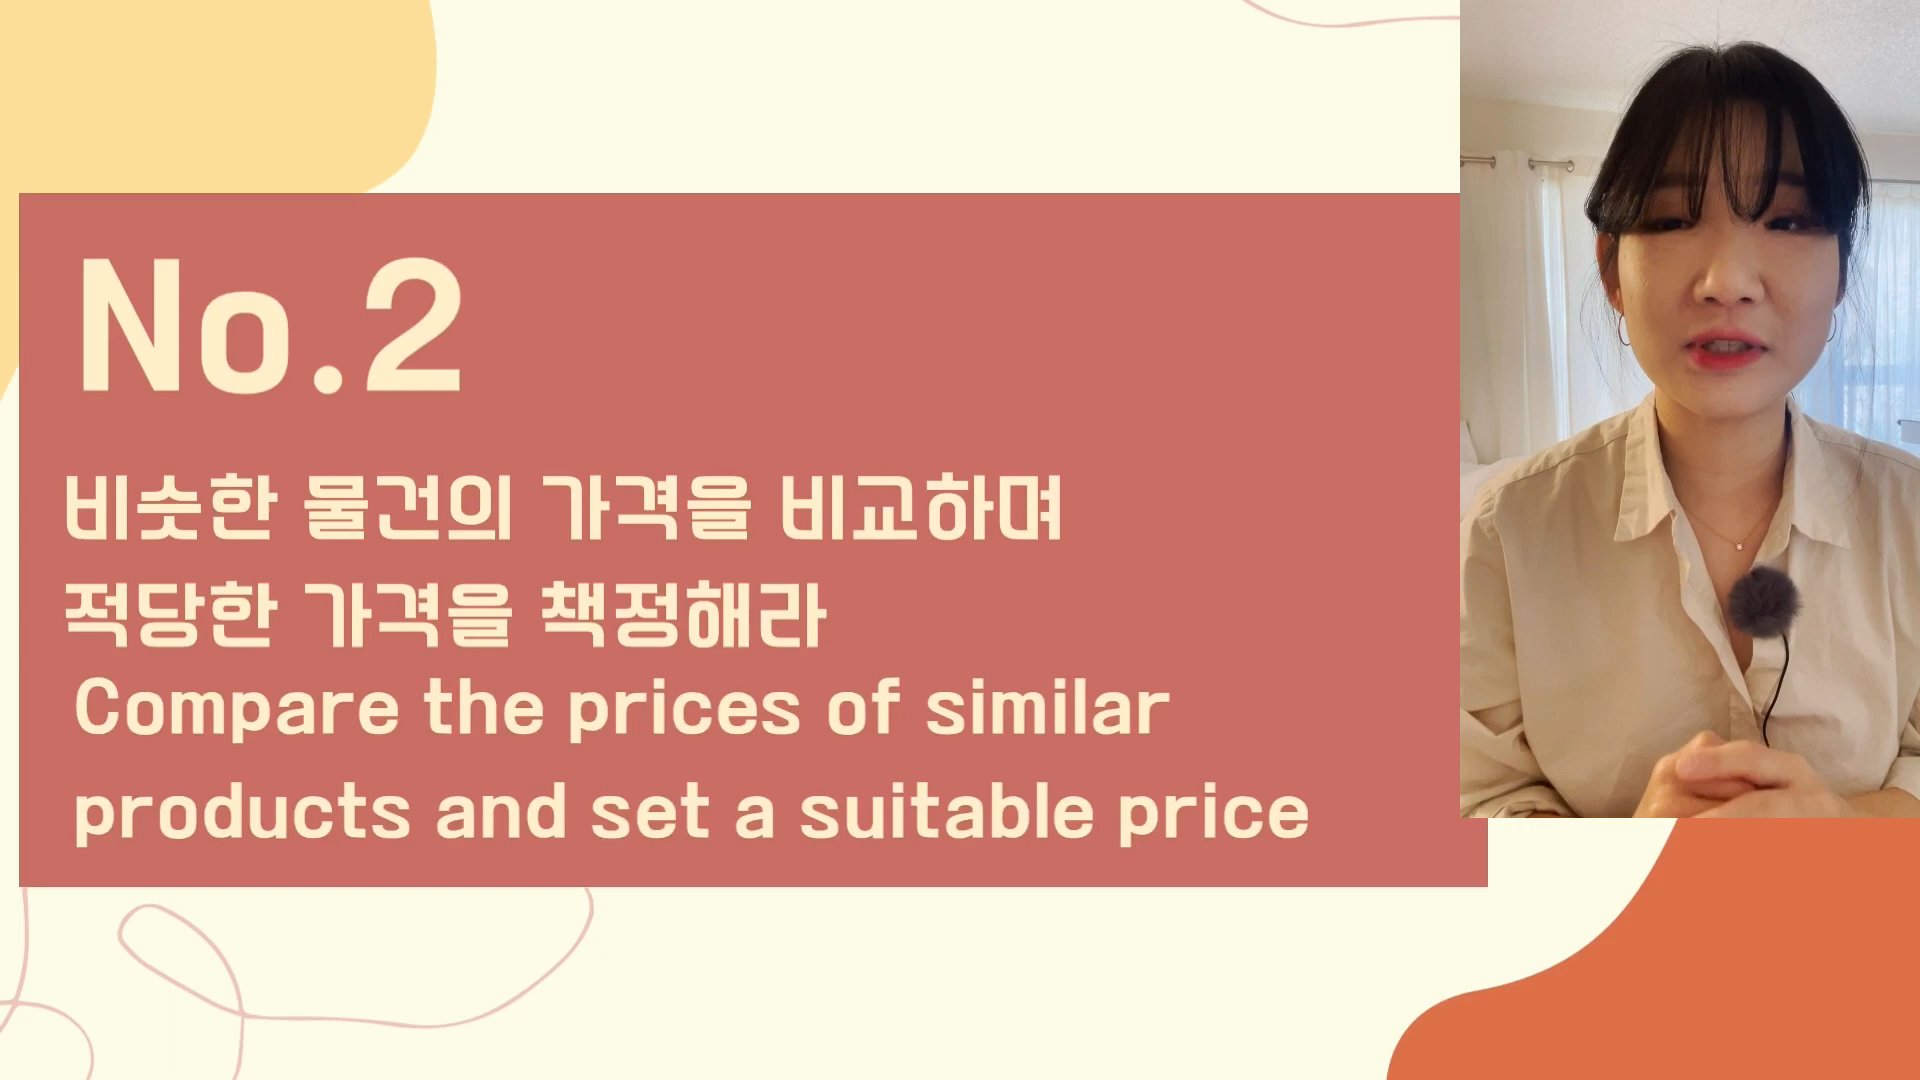 No.2
비슷한 물건의 가격을 비교하며
적당한 가격을 책정해라
Compare the prices of similar
products and set a suitable price